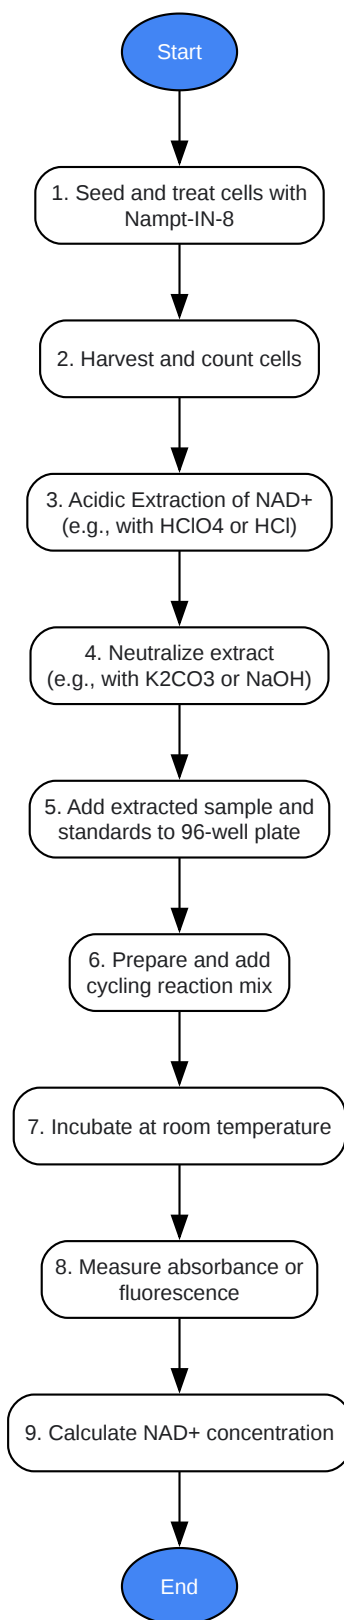 Start
1. Seed and treat cells with
Nampt-IN-8
2. Harvest and count cells
3. Acidic Extraction of NAD+
(e.g., with HClO4 or HCl)
4. Neutralize extract
(e.g., with K2CO3 or NaOH)
5. Add extracted sample and
standards to 96-well plate
6. Prepare and add
cycling reaction mix
7. Incubate at room temperature
8. Measure absorbance or
fluorescence
9. Calculate NAD+ concentration
End